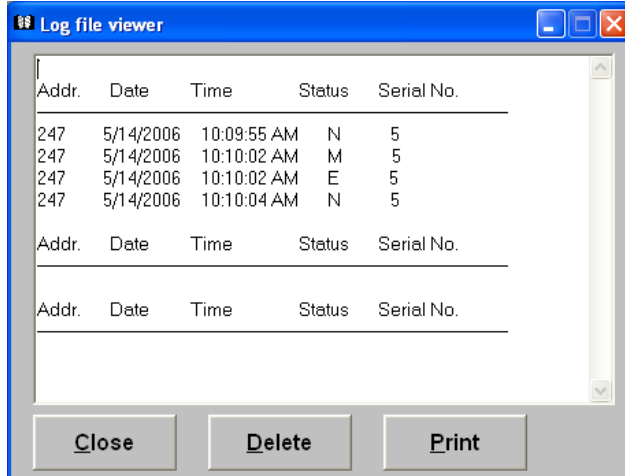 Log file viewer
Addr. Date Time Status Serial No.
247 5/14/2006 10:09:55 AM N 5
247 5/14/2006 10:10:02 AM M 5
247 5/14/2006 10:10:02 AM E 5
247 5/14/2006 10:10:04 AM N 5
Addr. Date Time Status Serial No.
Addr. Date Time Status Serial No.
Close Delete Print